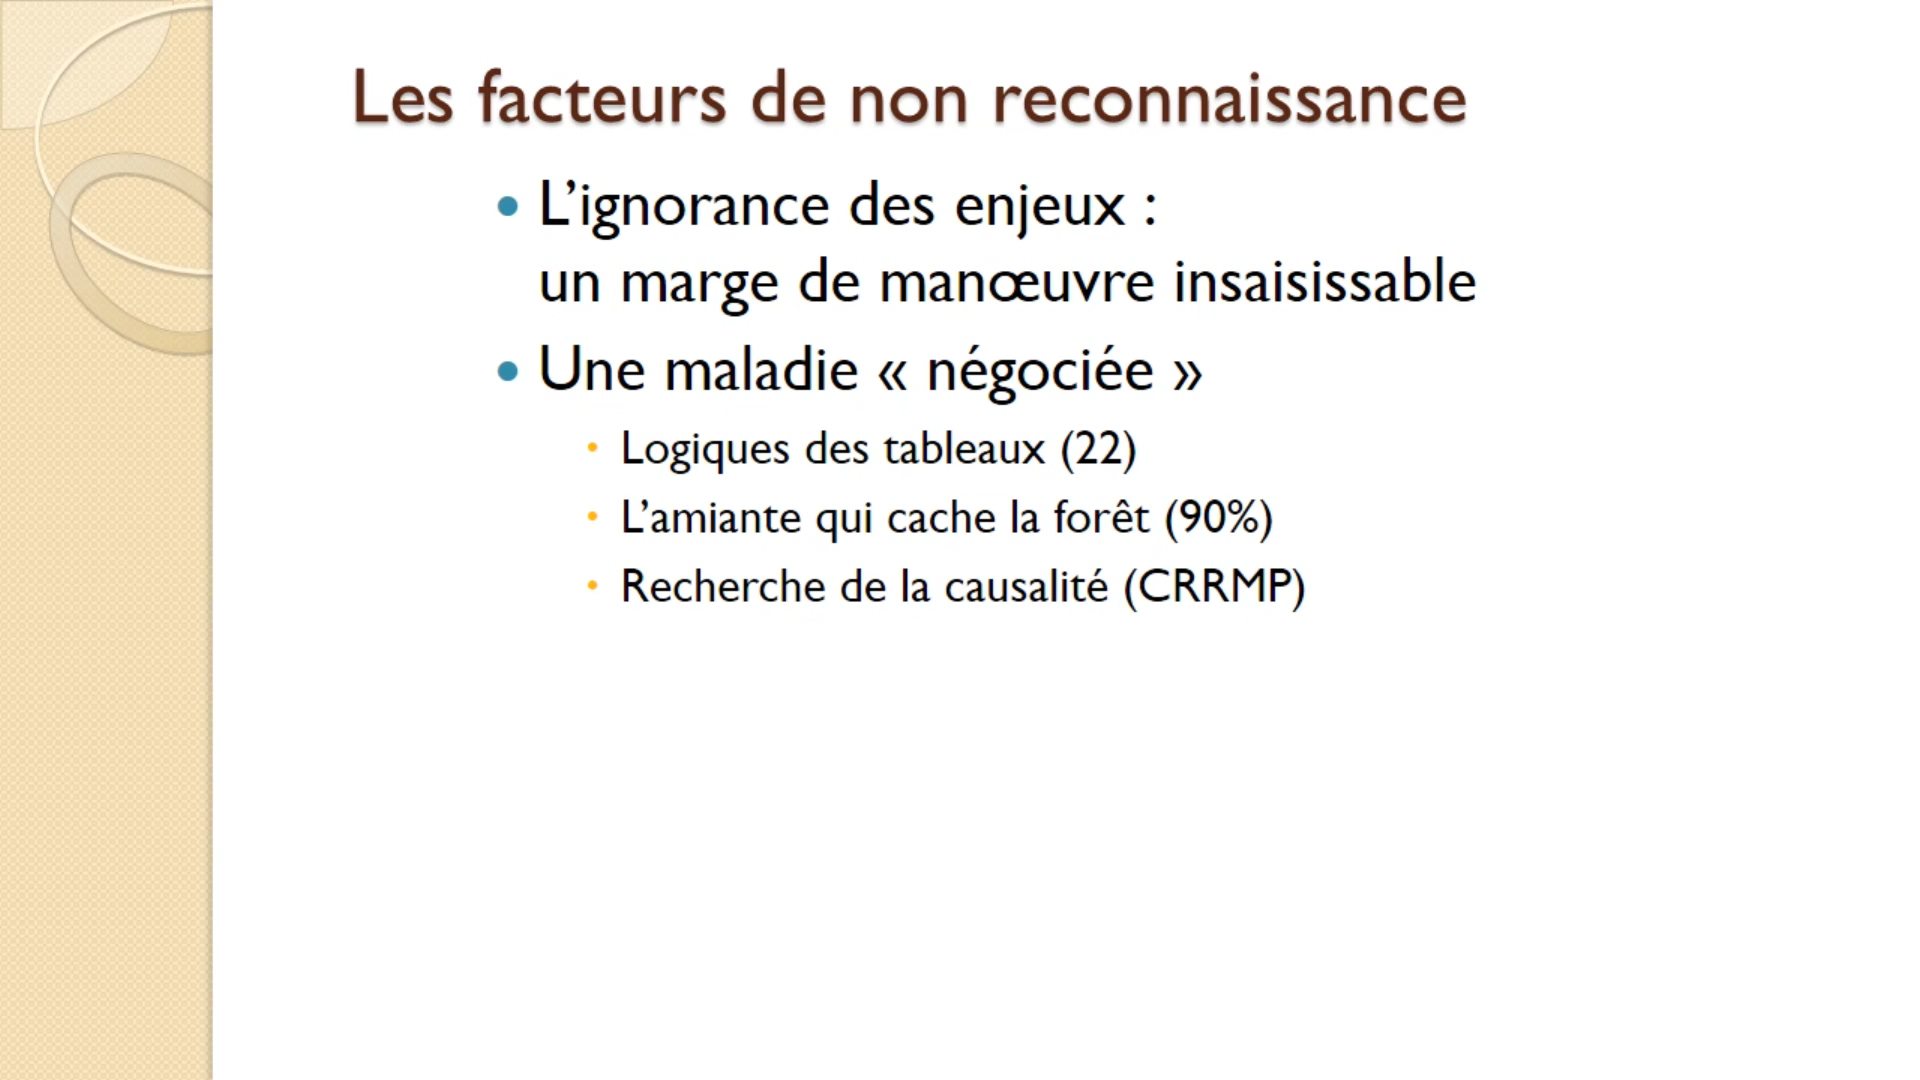 Les facteurs de non reconnaissance
• L’ignorance des enjeux :
un marge de manœuvre insaisissable
• Une maladie « négociée »
• Logiques des tableaux (22)
• L’amiante qui cache la forêt (90%)
• Recherche de la causalité (CRRMP)